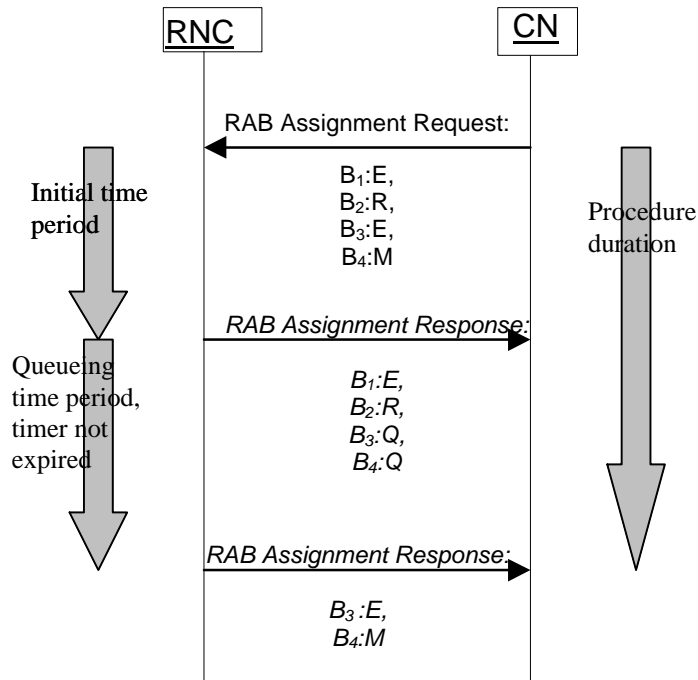 RNC
CN
RAB Assignment Request:
B₁:E,
B₂:R,
B₃:E,
B₄:M
Initial time
period
Procedure
duration
RAB Assignment Response:
B₁:E,
B₂:R,
B₃:Q,
B₄:Q
Queueing
time period,
timer not
expired
RAB Assignment Response:
B₃:E,
B₄:M